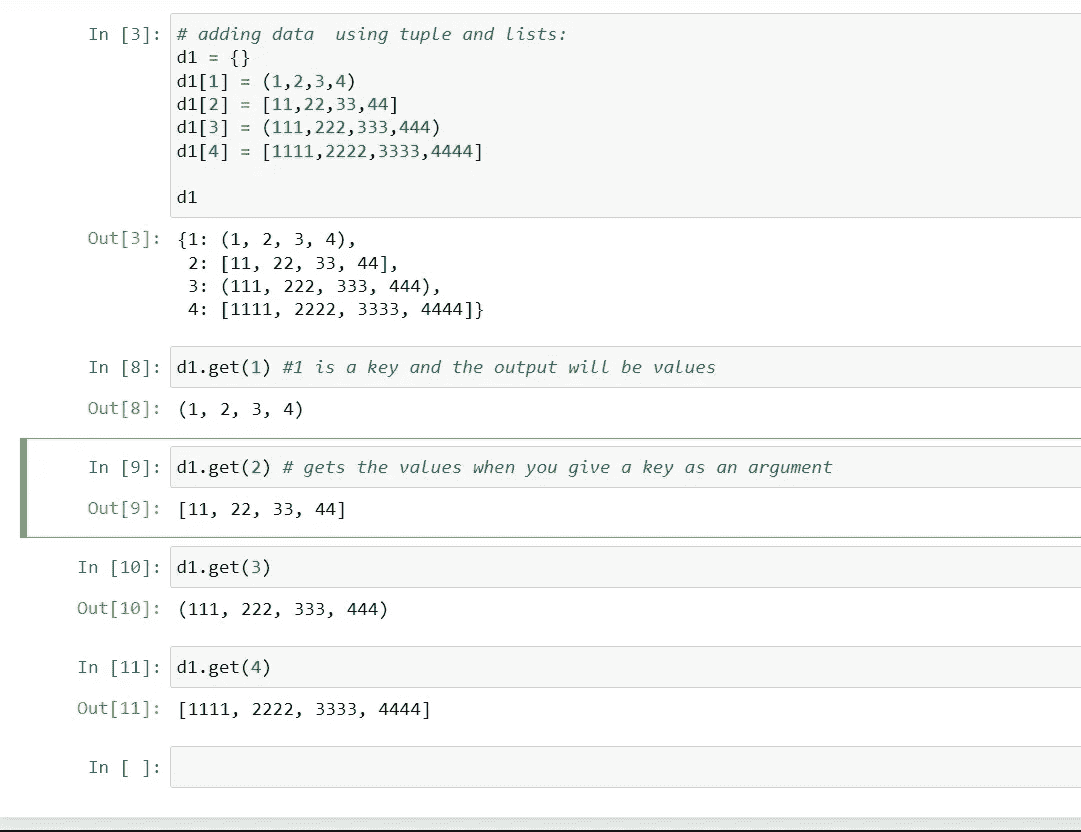 In [3]: # adding data  using tuple and lists:
d1 = {}
d1[1] = (1,2,3,4)
d1[2] = [11,22,33,44]
d1[3] = (111,222,333,444)
d1[4] = [1111,2222,3333,4444]
d1
Out[3]: {1: (1, 2, 3, 4),
2: [11, 22, 33, 44],
3: (111, 222, 333, 444),
4: [1111, 2222, 3333, 4444]}
In [8]: d1.get(1) #1 is a key and the output will be values
Out[8]: (1, 2, 3, 4)
In [9]: d1.get(2) # gets the values when you give a key as an argument
Out[9]: [11, 22, 33, 44]
In [10]: d1.get(3)
Out[10]: (111, 222, 333, 444)
In [11]: d1.get(4)
Out[11]: [1111, 2222, 3333, 4444]
In [ ]: